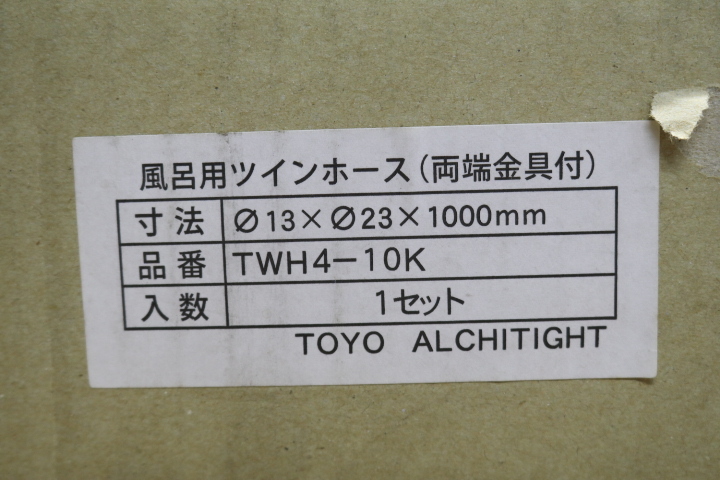 風呂用ツインホース(両端金具付)
寸法 Ø13×Ø23×1000mm
品番 TWH4-10K
入数 1セット
TOYO ALCHITIGHT